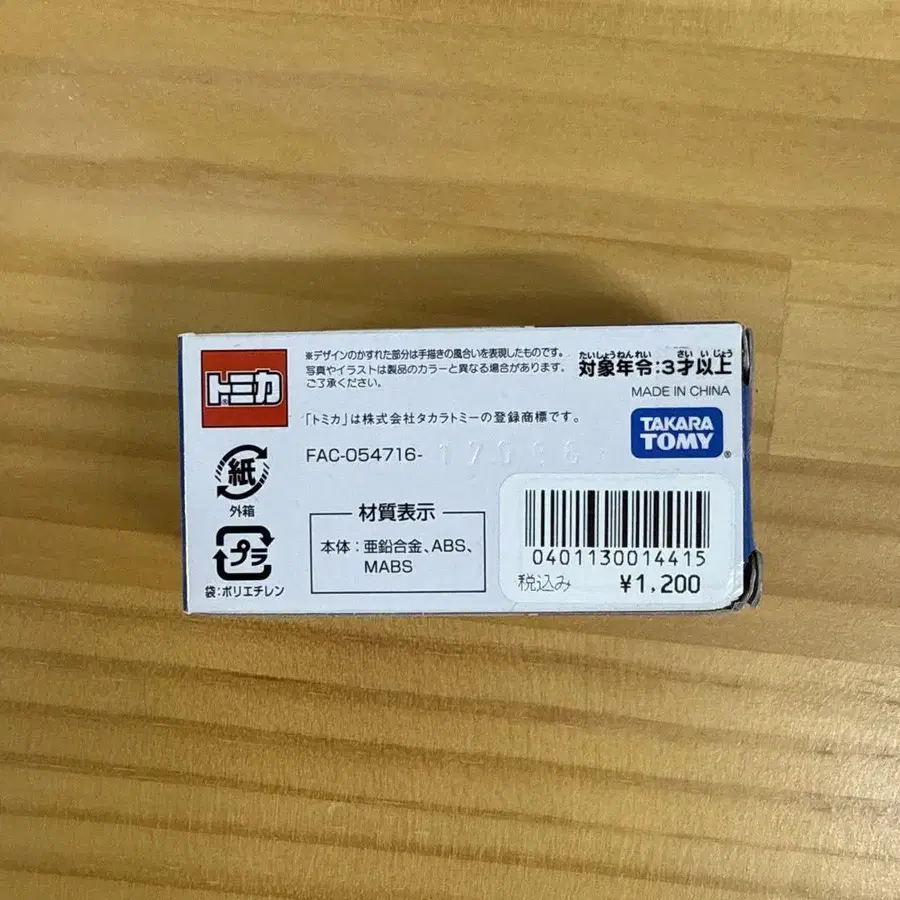 トミカ
※デザインのかすれた部分は手描きの風合いを表現したものです。
写真やイラストは製品のカラーと異なる場合があります。
ご了承ください。
たいしょうねんれい さい いじょう
対象年令:3才以上
MADE IN CHINA
「トミカ」は株式会社タカラトミーの登録商標です。
TAKARA
TOMY
FAC-054716-
紙
外箱
プラ
袋:ポリエチレン
材質表示
本体:亜鉛合金、ABS、
MABS
0401130014415
税込み ¥1,200